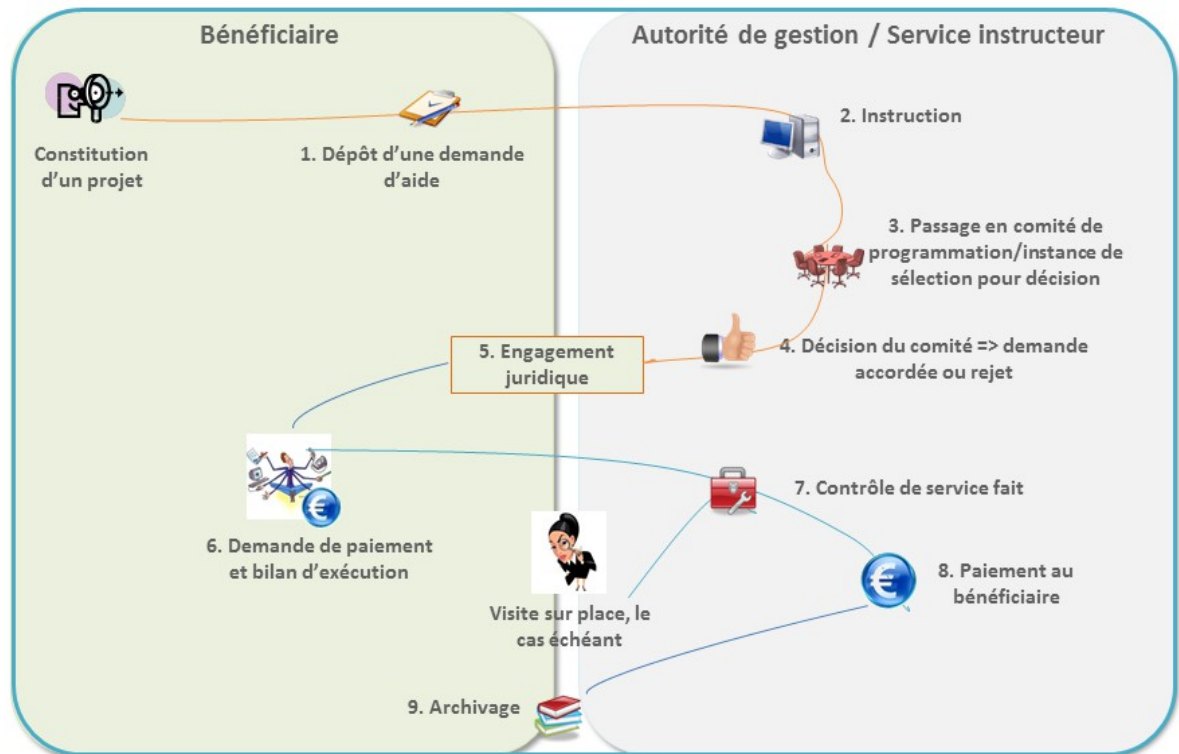 Bénéficiaire
Autorité de gestion / Service instructeur
Constitution
d'un projet
1. Dépôt d'une demande
d'aide
2. Instruction
3. Passage en comité de
programmation/instance de
sélection pour décision
4. Décision du comité => demande
accordée ou rejet
5. Engagement
juridique
6. Demande de paiement
et bilan d'exécution
7. Contrôle de service fait
Visite sur place, le
cas échéant
8. Paiement au
bénéficiaire
9. Archivage